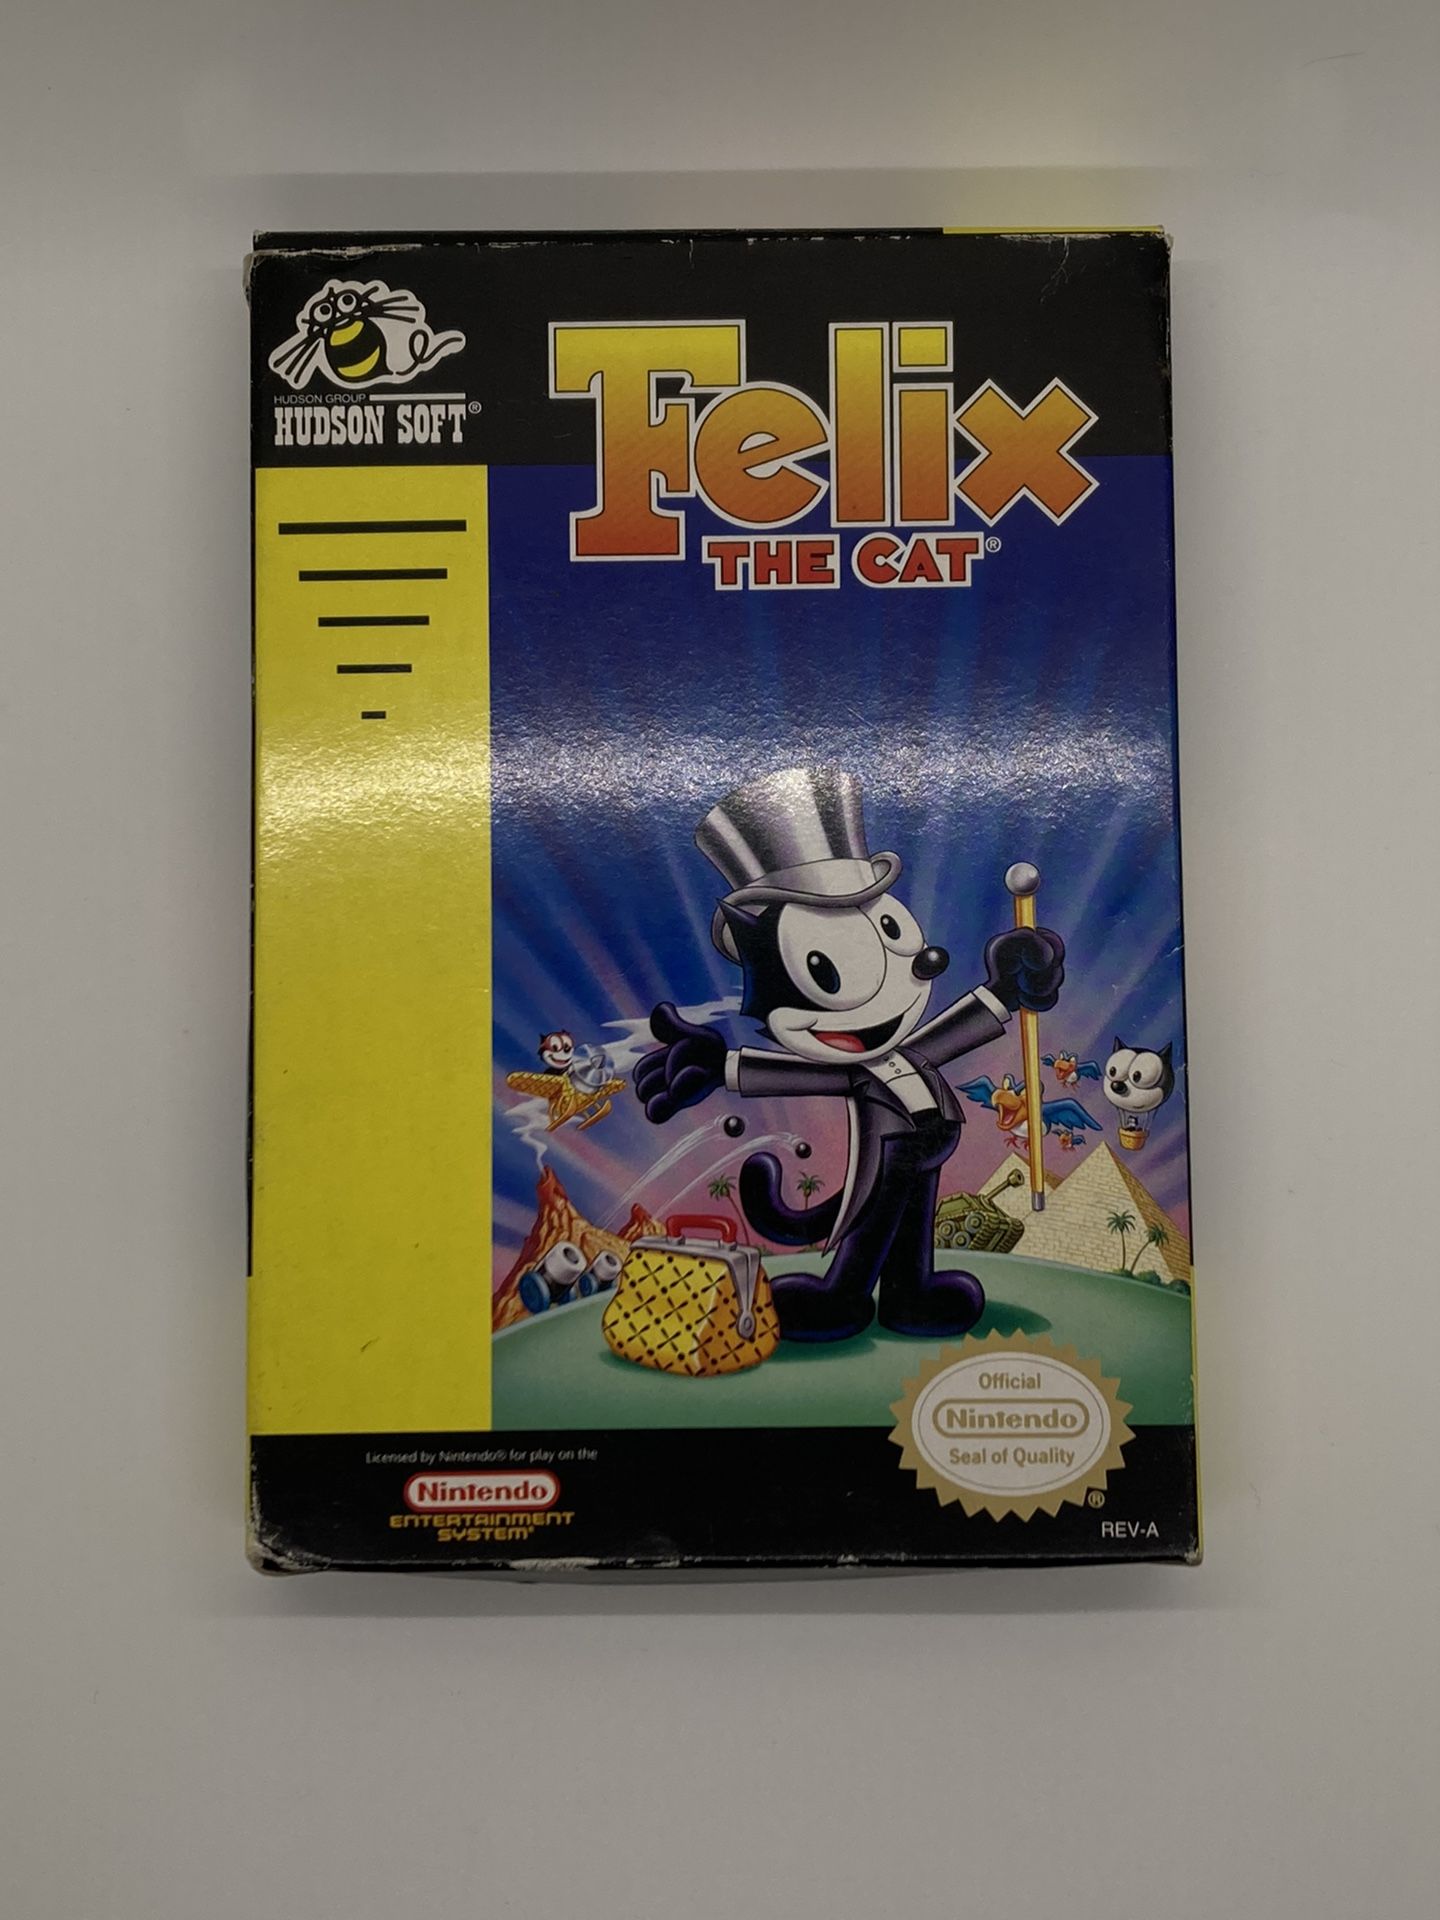 HUDSON GROUP
HUDSON SOFT®
Felix
THE CAT®
Official
Nintendo
Seal of Quality
®
Licensed by Nintendo® for play on the
Nintendo
ENTERTAINMENT
SYSTEM®
REV-A